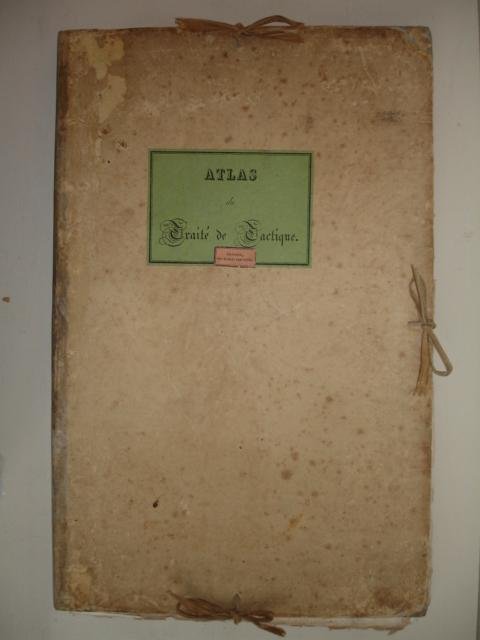 ATLAS
du
Traité de Tactique.